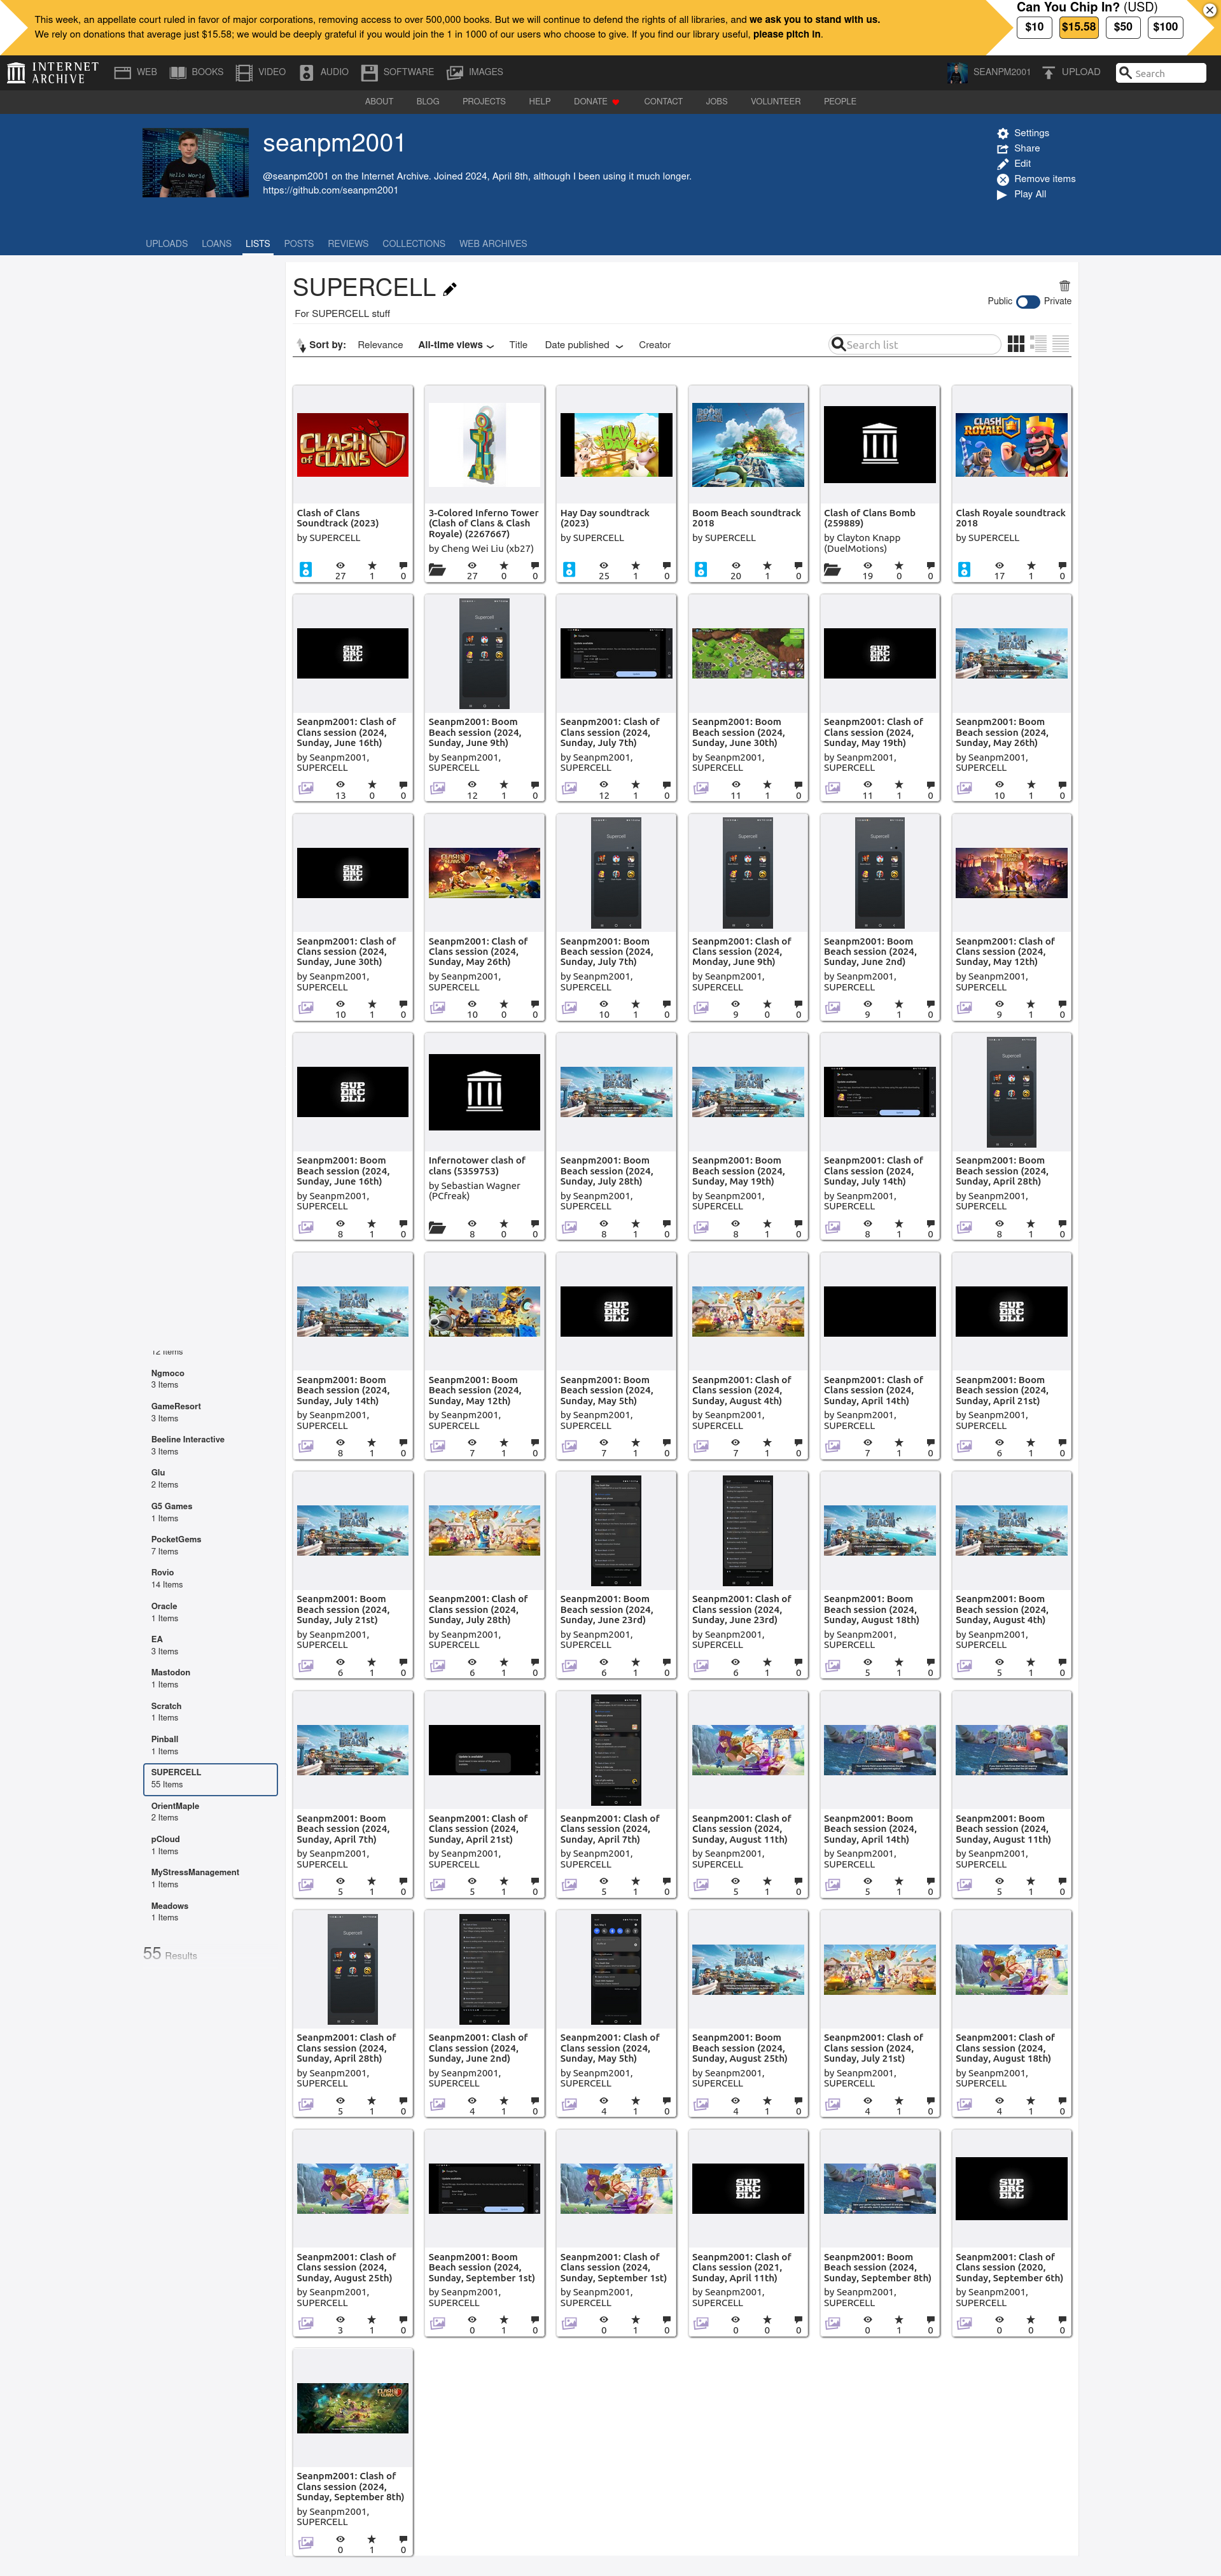 This week, an appellate court ruled in favor of major corporations, removing access to over 500,000 books. But we will continue to defend the rights of all libraries, and we ask you to stand with us.
We rely on donations that average just $15.58; we would be deeply grateful if you would join the 1 in 1000 of our users who choose to give. If you find our library useful, please pitch in.
Can You Chip In? (USD)
$10 $15.58 $50 $100
INTERNET ARCHIVE
WEB BOOKS VIDEO AUDIO SOFTWARE IMAGES SEANPM2001 UPLOAD Search
ABOUT BLOG PROJECTS HELP DONATE CONTACT JOBS VOLUNTEER PEOPLE
hello World
seanpm2001
@seanpm2001 on the Internet Archive. Joined 2024, April 8th, although I been using it much longer.
https://github.com/seanpm2001
Settings
Share
Edit
Remove items
Play All
UPLOADS LOANS LISTS POSTS REVIEWS COLLECTIONS WEB ARCHIVES
SUPERCELL
For SUPERCELL stuff
Public Private
Sort by: Relevance All-time views Title Date published Creator
Search list
CLASH OF CLANS
HAY DAY
BOOM BEACH
CLASH ROYALE
Clash of Clans Soundtrack (2023)
by SUPERCELL
27 1 0
3-Colored Inferno Tower (Clash of Clans & Clash Royale) (2267667)
by Cheng Wei Liu (xb27)
27 0 0
Hay Day soundtrack (2023)
by SUPERCELL
25 1 0
Boom Beach soundtrack 2018
by SUPERCELL
20 1 0
Clash of Clans Bomb (259889)
by Clayton Knapp (DuelMotions)
19 0 0
Clash Royale soundtrack 2018
by SUPERCELL
17 1 0
Seanpm2001: Clash of Clans session (2024, Sunday, June 16th)
by Seanpm2001, SUPERCELL
13 0 0
Seanpm2001: Boom Beach session (2024, Sunday, June 9th)
by Seanpm2001, SUPERCELL
12 1 0
Seanpm2001: Clash of Clans session (2024, Sunday, July 7th)
by Seanpm2001, SUPERCELL
12 1 0
Seanpm2001: Boom Beach session (2024, Sunday, June 30th)
by Seanpm2001, SUPERCELL
11 1 0
Seanpm2001: Clash of Clans session (2024, Sunday, May 19th)
by Seanpm2001, SUPERCELL
11 1 0
Seanpm2001: Boom Beach session (2024, Sunday, May 26th)
by Seanpm2001, SUPERCELL
10 1 0
Seanpm2001: Clash of Clans session (2024, Sunday, June 30th)
by Seanpm2001, SUPERCELL
10 1 0
Seanpm2001: Clash of Clans session (2024, Sunday, May 26th)
by Seanpm2001, SUPERCELL
10 0 0
Seanpm2001: Boom Beach session (2024, Sunday, July 7th)
by Seanpm2001, SUPERCELL
10 1 0
Seanpm2001: Clash of Clans session (2024, Monday, June 9th)
by Seanpm2001, SUPERCELL
9 0 0
Seanpm2001: Boom Beach session (2024, Sunday, June 2nd)
by Seanpm2001, SUPERCELL
9 1 0
Seanpm2001: Clash of Clans session (2024, Sunday, May 12th)
by Seanpm2001, SUPERCELL
9 1 0
Seanpm2001: Boom Beach session (2024, Sunday, June 16th)
by Seanpm2001, SUPERCELL
8 1 0
Infernotower clash of clans (5359753)
by Sebastian Wagner (PCfreak)
8 0 0
Seanpm2001: Boom Beach session (2024, Sunday, July 28th)
by Seanpm2001, SUPERCELL
8 1 0
Seanpm2001: Boom Beach session (2024, Sunday, May 19th)
by Seanpm2001, SUPERCELL
8 1 0
Seanpm2001: Clash of Clans session (2024, Sunday, July 14th)
by Seanpm2001, SUPERCELL
8 1 0
Seanpm2001: Boom Beach session (2024, Sunday, April 28th)
by Seanpm2001, SUPERCELL
8 1 0
Seanpm2001: Boom Beach session (2024, Sunday, July 14th)
by Seanpm2001, SUPERCELL
8 1 0
Seanpm2001: Boom Beach session (2024, Sunday, May 12th)
by Seanpm2001, SUPERCELL
7 1 0
Seanpm2001: Boom Beach session (2024, Sunday, May 5th)
by Seanpm2001, SUPERCELL
7 1 0
Seanpm2001: Clash of Clans session (2024, Sunday, August 4th)
by Seanpm2001, SUPERCELL
7 1 0
Seanpm2001: Clash of Clans session (2024, Sunday, April 14th)
by Seanpm2001, SUPERCELL
7 1 0
Seanpm2001: Boom Beach session (2024, Sunday, April 21st)
by Seanpm2001, SUPERCELL
6 1 0
Seanpm2001: Boom Beach session (2024, Sunday, July 21st)
by Seanpm2001, SUPERCELL
6 1 0
Seanpm2001: Clash of Clans session (2024, Sunday, July 28th)
by Seanpm2001, SUPERCELL
6 1 0
Seanpm2001: Boom Beach session (2024, Sunday, June 23rd)
by Seanpm2001, SUPERCELL
6 1 0
Seanpm2001: Clash of Clans session (2024, Sunday, June 23rd)
by Seanpm2001, SUPERCELL
6 1 0
Seanpm2001: Boom Beach session (2024, Sunday, August 18th)
by Seanpm2001, SUPERCELL
5 1 0
Seanpm2001: Boom Beach session (2024, Sunday, August 4th)
by Seanpm2001, SUPERCELL
5 1 0
Seanpm2001: Boom Beach session (2024, Sunday, April 7th)
by Seanpm2001, SUPERCELL
5 1 0
Seanpm2001: Clash of Clans session (2024, Sunday, April 21st)
by Seanpm2001, SUPERCELL
5 1 0
Seanpm2001: Clash of Clans session (2024, Sunday, April 7th)
by Seanpm2001, SUPERCELL
5 1 0
Seanpm2001: Clash of Clans session (2024, Sunday, August 11th)
by Seanpm2001, SUPERCELL
5 1 0
Seanpm2001: Boom Beach session (2024, Sunday, April 14th)
by Seanpm2001, SUPERCELL
5 1 0
Seanpm2001: Boom Beach session (2024, Sunday, August 11th)
by Seanpm2001, SUPERCELL
5 1 0
Seanpm2001: Clash of Clans session (2024, Sunday, April 28th)
by Seanpm2001, SUPERCELL
5 1 0
Seanpm2001: Clash of Clans session (2024, Sunday, June 2nd)
by Seanpm2001, SUPERCELL
4 1 0
Seanpm2001: Clash of Clans session (2024, Sunday, May 5th)
by Seanpm2001, SUPERCELL
4 1 0
Seanpm2001: Boom Beach session (2024, Sunday, August 25th)
by Seanpm2001, SUPERCELL
4 1 0
Seanpm2001: Clash of Clans session (2024, Sunday, July 21st)
by Seanpm2001, SUPERCELL
4 1 0
Seanpm2001: Clash of Clans session (2024, Sunday, August 18th)
by Seanpm2001, SUPERCELL
4 1 0
Seanpm2001: Clash of Clans session (2024, Sunday, August 25th)
by Seanpm2001, SUPERCELL
3 1 0
Seanpm2001: Boom Beach session (2024, Sunday, September 1st)
by Seanpm2001, SUPERCELL
0 1 0
Seanpm2001: Clash of Clans session (2024, Sunday, September 1st)
by Seanpm2001, SUPERCELL
0 1 0
Seanpm2001: Clash of Clans session (2021, Sunday, April 11th)
by Seanpm2001, SUPERCELL
0 0 0
Seanpm2001: Boom Beach session (2024, Sunday, September 8th)
by Seanpm2001, SUPERCELL
0 1 0
Seanpm2001: Clash of Clans session (2020, Sunday, September 6th)
by Seanpm2001, SUPERCELL
0 0 0
Seanpm2001: Clash of Clans session (2024, Sunday, September 8th)
by Seanpm2001, SUPERCELL
0 1 0
12 Items
Ngmoco
3 Items
GameResort
3 Items
Beeline Interactive
3 Items
Glu
2 Items
G5 Games
1 Items
PocketGems
7 Items
Rovio
14 Items
Oracle
1 Items
EA
3 Items
Mastodon
1 Items
Scratch
1 Items
Pinball
1 Items
SUPERCELL
55 Items
OrientMaple
2 Items
pCloud
1 Items
MyStressManagement
1 Items
Meadows
1 Items
55 Results